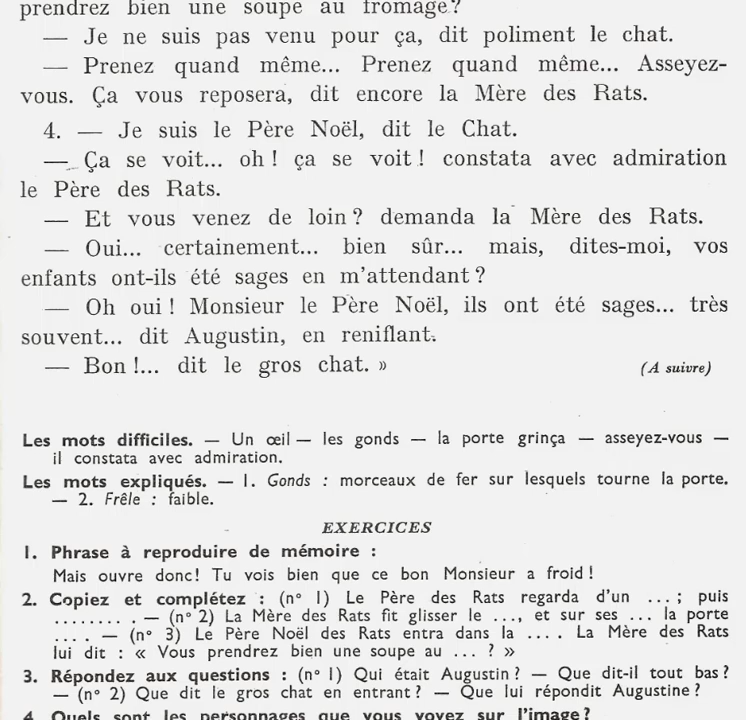 prendrez bien une soupe au fromage?
— Je ne suis pas venu pour ça, dit poliment le chat.
— Prenez quand même... Prenez quand même... Asseyez-
vous. Ça vous reposera, dit encore la Mère des Rats.
4. — Je suis le Père Noël, dit le Chat.
— Ça se voit... oh ! ça se voit ! constata avec admiration
le Père des Rats.
— Et vous venez de loin ? demanda la Mère des Rats.
— Oui... certainement... bien sûr... mais, dites-moi, vos
enfants ont-ils été sages en m'attendant ?
— Oh oui ! Monsieur le Père Noël, ils ont été sages... très
souvent... dit Augustin, en reniflant.
— Bon !... dit le gros chat. » (A suivre)
Les mots difficiles. — Un œil — les gonds — la porte grinça — asseyez-vous —
il constata avec admiration.
Les mots expliqués. — 1. Gonds : morceaux de fer sur lesquels tourne la porte.
— 2. Frêle : faible.
EXERCICES
1. Phrase à reproduire de mémoire :
Mais ouvre donc! Tu vois bien que ce bon Monsieur a froid !
2. Copiez et complétez : (n° 1) Le Père des Rats regarda d'un ... ; puis
........ . — (n° 2) La Mère des Rats fit glisser le ..., et sur ses ... la porte
.... . — (n° 3) Le Père Noël des Rats entra dans la .... La Mère des Rats
lui dit : « Vous prendrez bien une soupe au ... ? »
3. Répondez aux questions : (n° 1) Qui était Augustin ? — Que dit-il tout bas ?
— (n° 2) Que dit le gros chat en entrant ? — Que lui répondit Augustine ?
4. Quels sont les personnages que vous voyez sur l'image ?